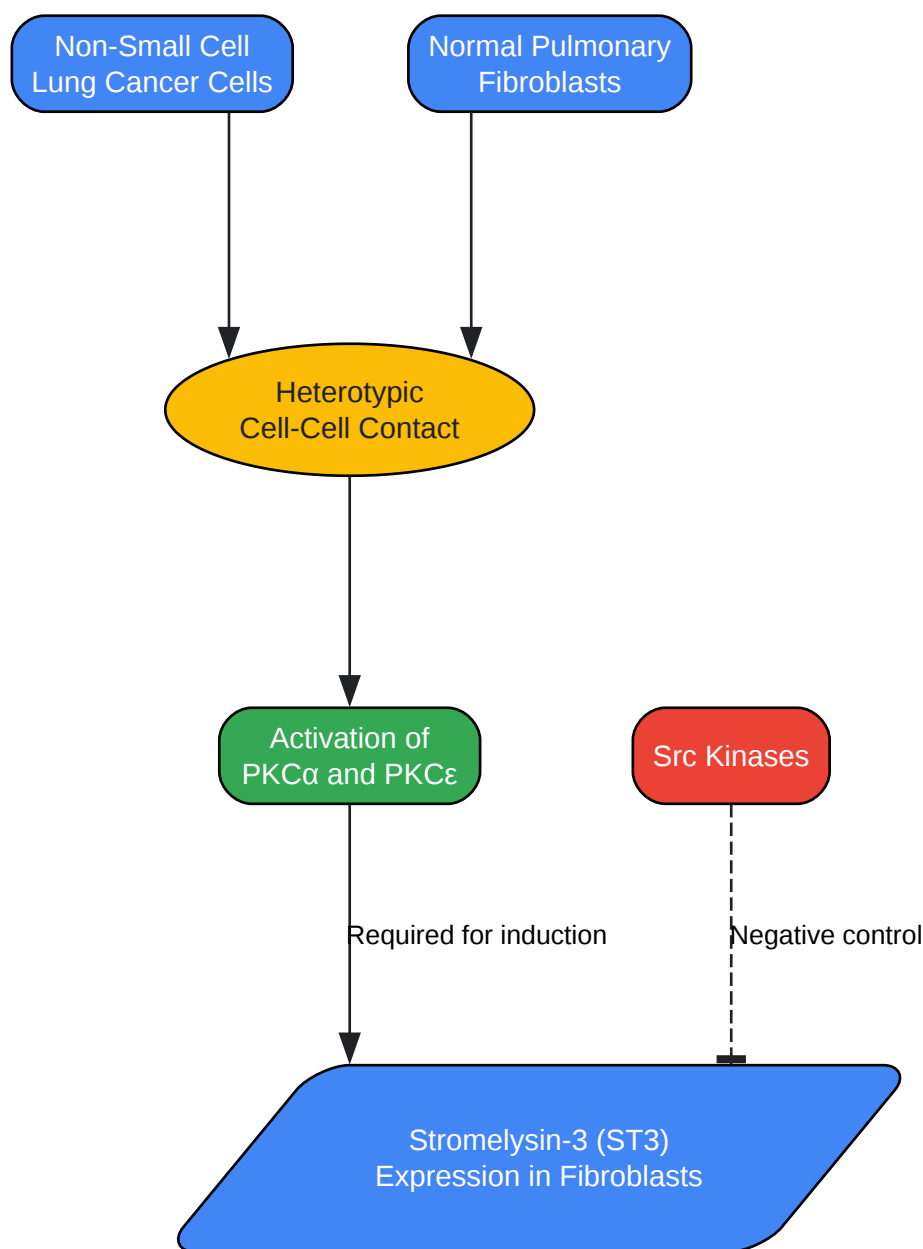 Non-Small Cell
Lung Cancer Cells
Normal Pulmonary
Fibroblasts
Heterotypic
Cell-Cell Contact
Activation of
PKCα and PKCε
Src Kinases
Required for induction
Negative control
Stromelysin-3 (ST3)
Expression in Fibroblasts